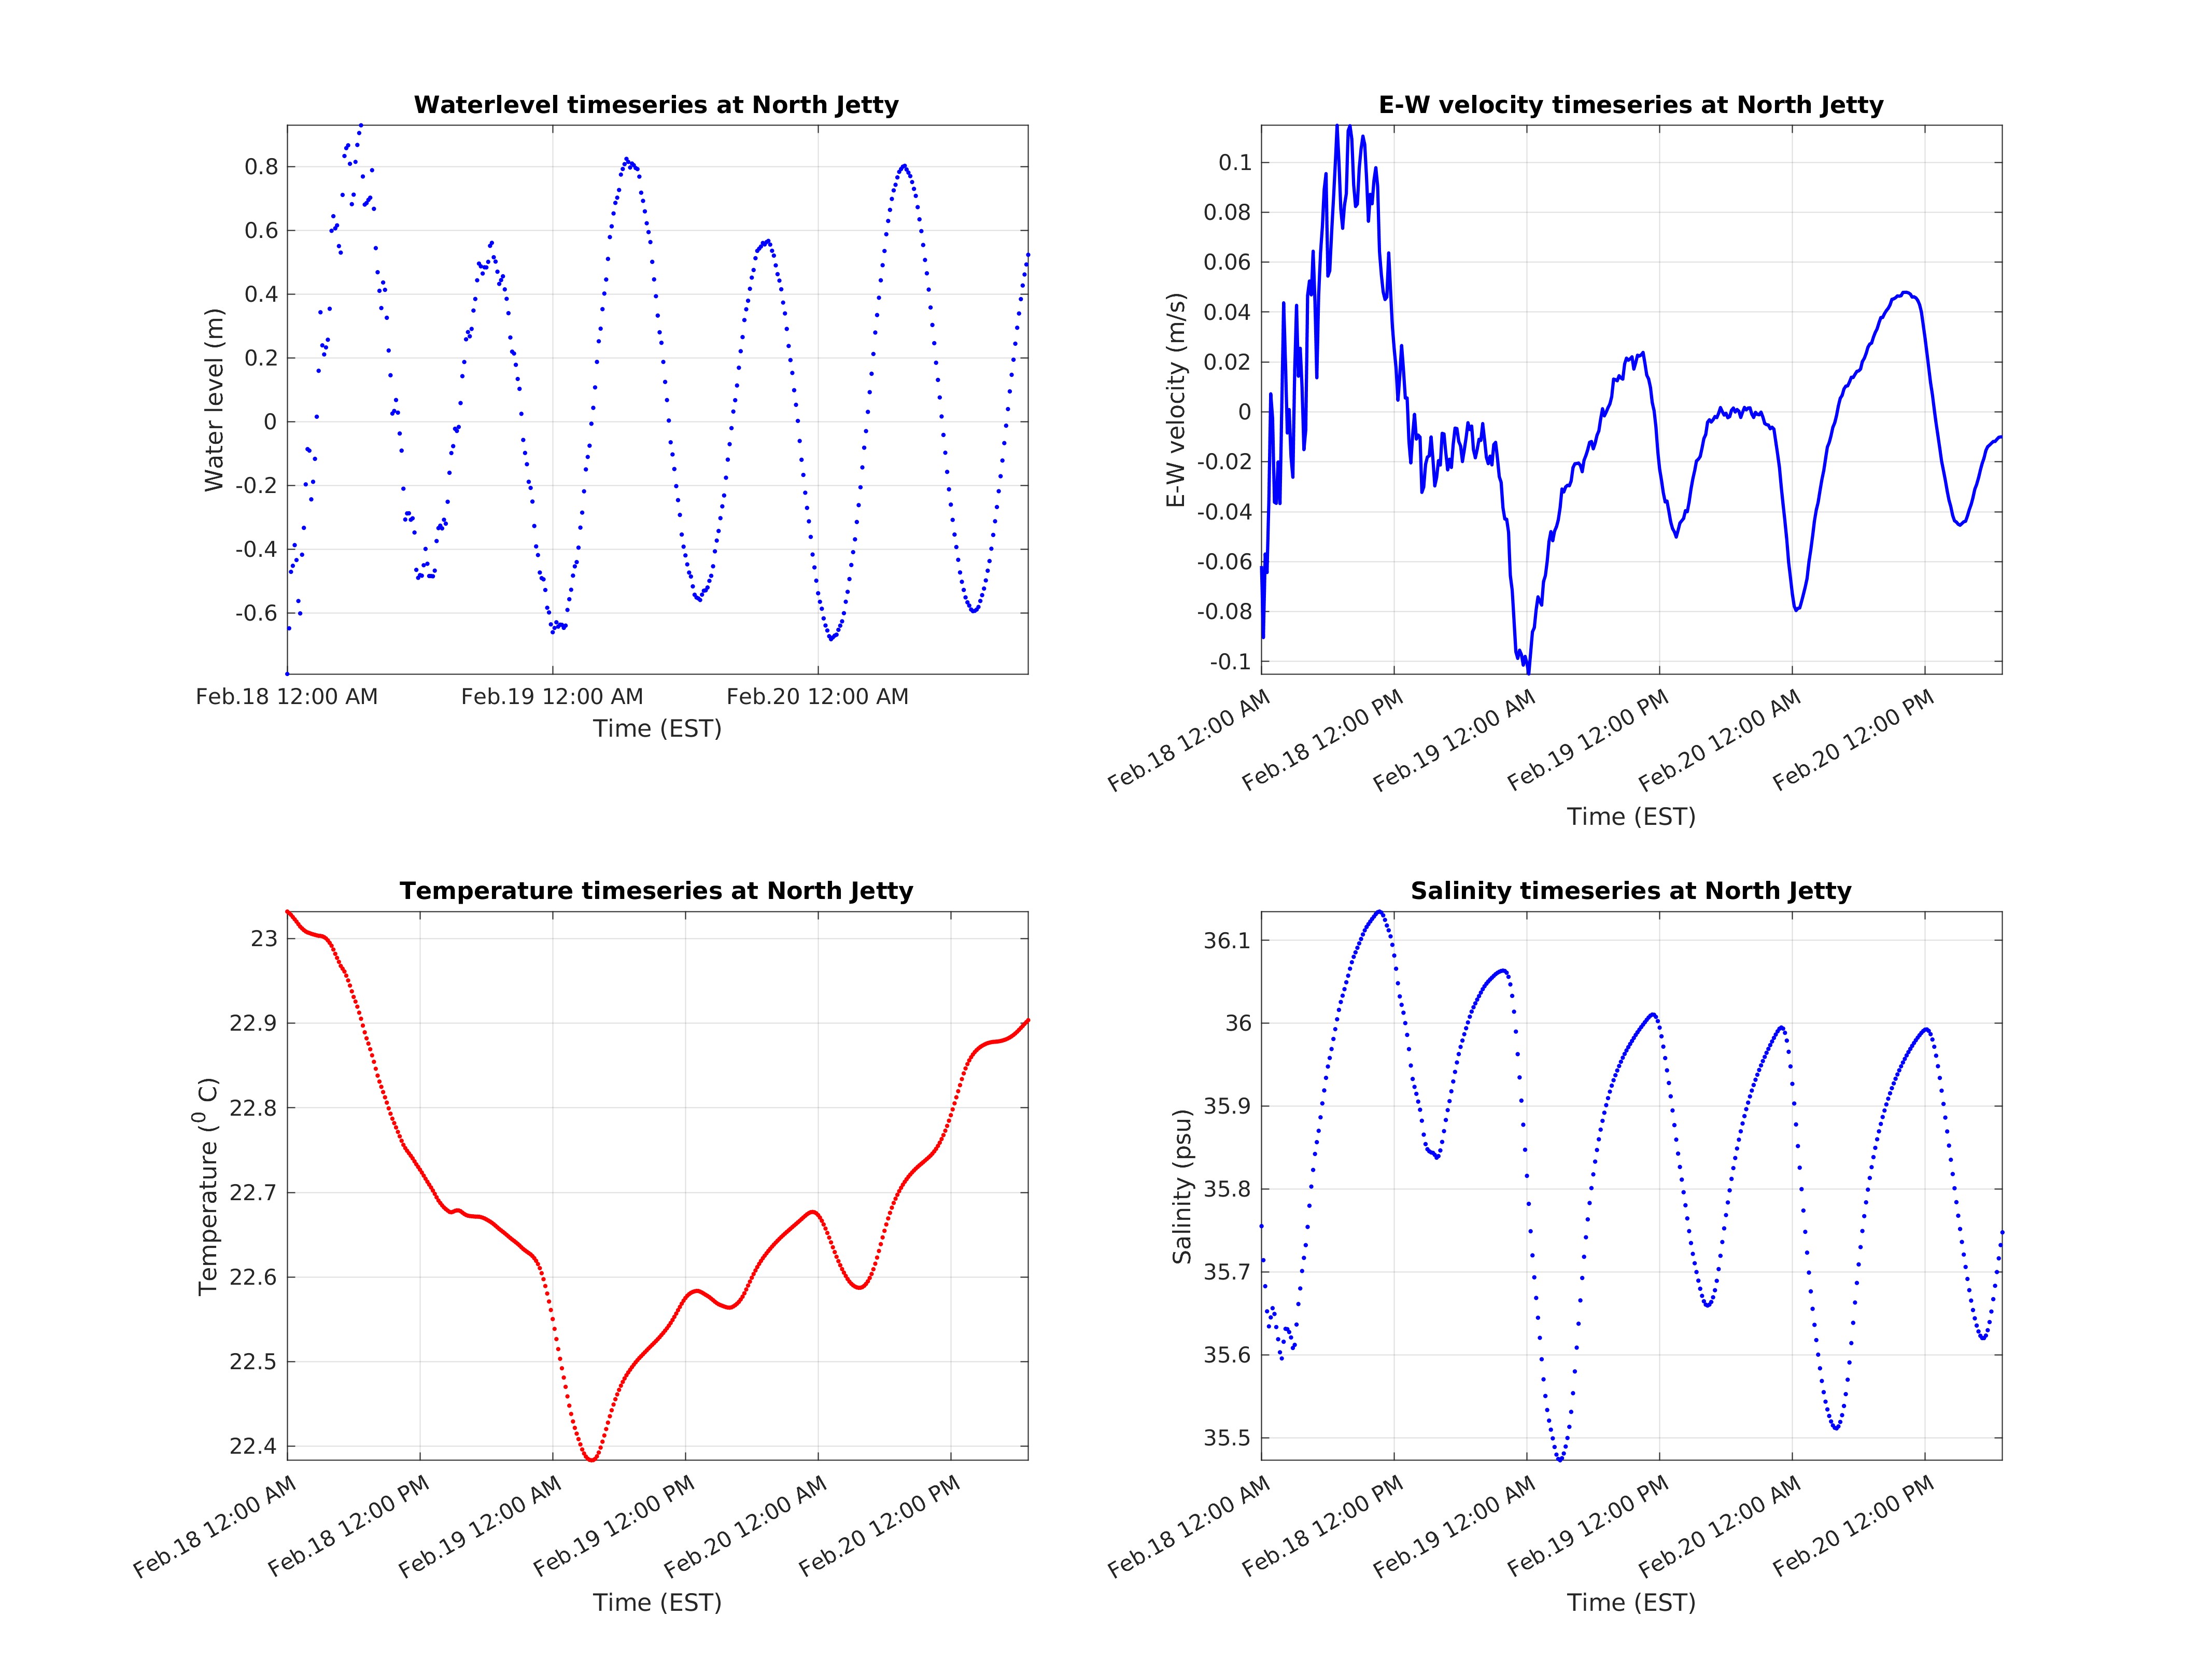 Waterlevel timeseries at North Jetty
0.8
0.6
0.4
0.2
0
-0.2
-0.4
-0.6
Water level (m)
Feb.18 12:00 AM
Feb.19 12:00 AM
Feb.20 12:00 AM
Time (EST)
E-W velocity timeseries at North Jetty
0.1
0.08
0.06
0.04
0.02
0
-0.02
-0.04
-0.06
-0.08
-0.1
E-W velocity (m/s)
Feb.18 12:00 AM
Feb.18 12:00 PM
Feb.19 12:00 AM
Feb.19 12:00 PM
Feb.20 12:00 AM
Feb.20 12:00 PM
Time (EST)
Temperature timeseries at North Jetty
23
22.9
22.8
22.7
22.6
22.5
22.4
Temperature (⁰ C)
Feb.18 12:00 AM
Feb.18 12:00 PM
Feb.19 12:00 AM
Feb.19 12:00 PM
Feb.20 12:00 AM
Feb.20 12:00 PM
Time (EST)
Salinity timeseries at North Jetty
36.1
36
35.9
35.8
35.7
35.6
35.5
Salinity (psu)
Feb.18 12:00 AM
Feb.18 12:00 PM
Feb.19 12:00 AM
Feb.19 12:00 PM
Feb.20 12:00 AM
Feb.20 12:00 PM
Time (EST)